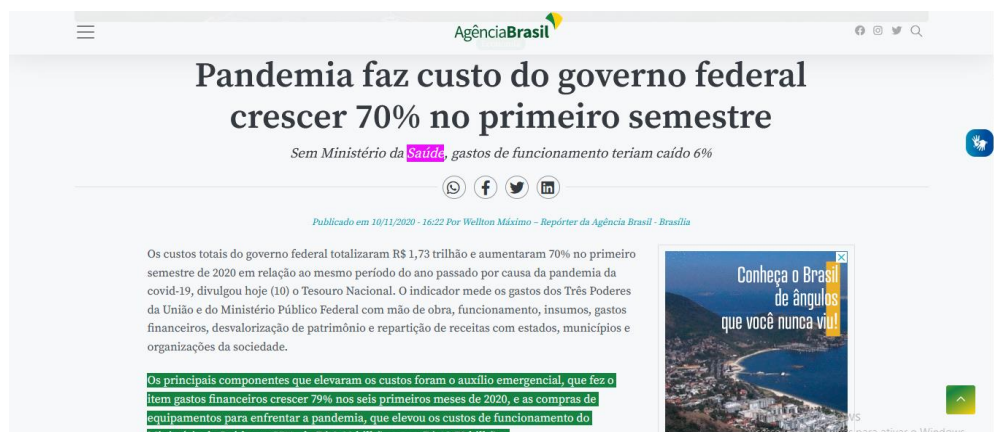 AgênciaBrasil
Pandemia faz custo do governo federal
crescer 70% no primeiro semestre
Sem Ministério da Saúde, gastos de funcionamento teriam caído 6%
Publicado em 10/11/2020 - 16:22 Por Wellton Máximo – Repórter da Agência Brasil - Brasília
Os custos totais do governo federal totalizaram R$ 1,73 trilhão e aumentaram 70% no primeiro
semestre de 2020 em relação ao mesmo período do ano passado por causa da pandemia da
covid-19, divulgou hoje (10) o Tesouro Nacional. O indicador mede os gastos dos Três Poderes
da União e do Ministério Público Federal com mão de obra, funcionamento, insumos, gastos
financeiros, desvalorização de patrimônio e repartição de receitas com estados, municípios e
organizações da sociedade.
Os principais componentes que elevaram os custos foram o auxílio emergencial, que fez o
item gastos financeiros crescer 79% nos seis primeiros meses de 2020, e as compras de
equipamentos para enfrentar a pandemia, que elevou os custos de funcionamento do
Conheça o Brasil
de ângulos
que você nunca viu!
para ativar o Windows